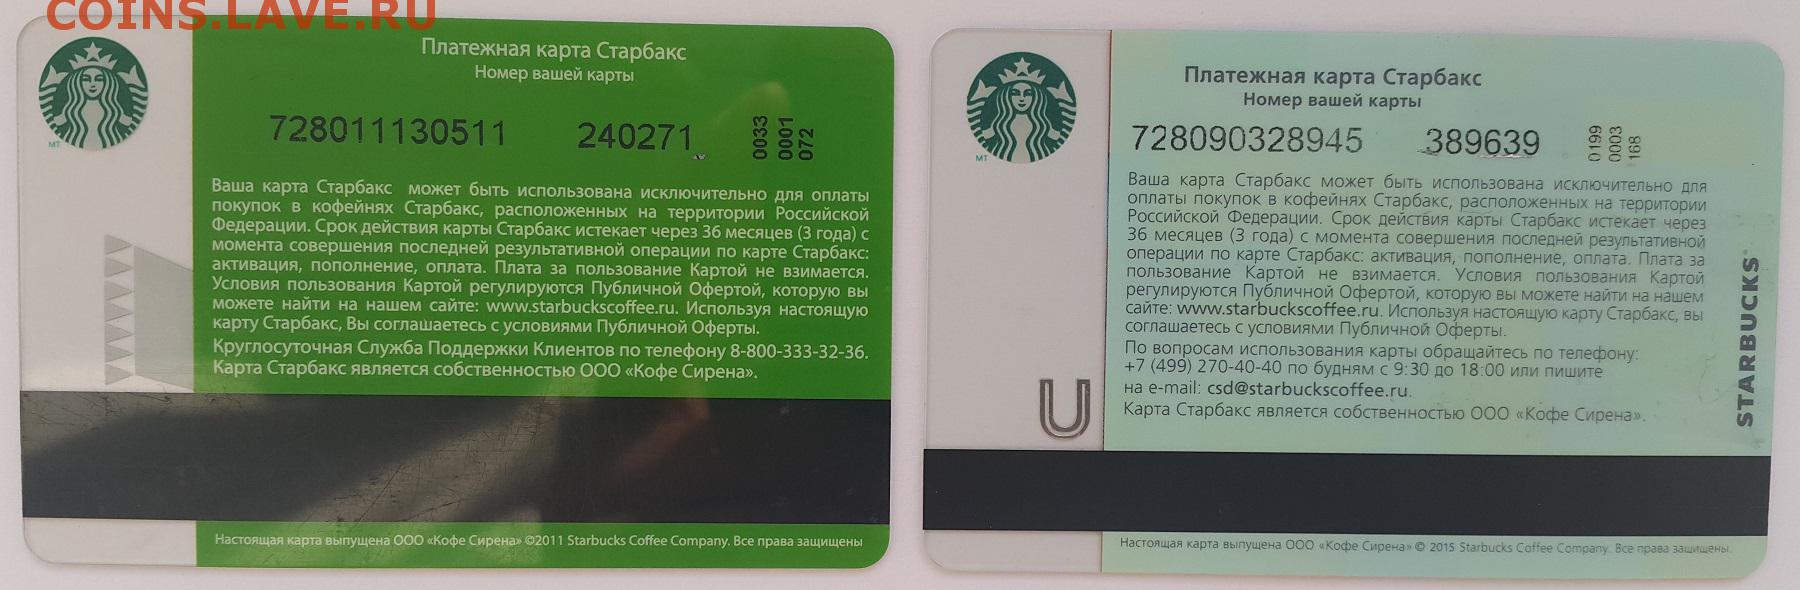 COINS.LAVE.RU
Платежная карта Старбакс
Номер вашей карты
728011130511 240271
0033
0001
072
МТ
Ваша карта Старбакс может быть использована исключительно для оплаты
покупок в кофейнях Старбакс, расположенных на территории Российской
Федерации. Срок действия карты Старбакс истекает через 36 месяцев (3 года) с
момента совершения последней результативной операции по карте Старбакс:
активация, пополнение, оплата. Плата за пользование Картой не взимается.
Условия пользования Картой регулируются Публичной Офертой, которую вы
можете найти на нашем сайте: www.starbuckscoffee.ru. Используя настоящую
карту Старбакс, Вы соглашаетесь с условиями Публичной Оферты.
Круглосуточная Служба Поддержки Клиентов по телефону 8-800-333-32-36.
Карта Старбакс является собственностью ООО «Кофе Сирена».
Настоящая карта выпущена ООО «Кофе Сирена» ©2011 Starbucks Coffee Company. Все права защищены
Платежная карта Старбакс
Номер вашей карты
728090328945 389639
0199
0003
168
МТ
Ваша карта Старбакс может быть использована исключительно для
оплаты покупок в кофейнях Старбакс, расположенных на территории
Российской Федерации. Срок действия карты Старбакс истекает через
36 месяцев (3 года) с момента совершения последней результативной
операции по карте Старбакс: активация, пополнение, оплата. Плата за
пользование Картой не взимается. Условия пользования Картой
регулируются Публичной Офертой, которую вы можете найти на нашем
сайте: www.starbuckscoffee.ru. Используя настоящую карту Старбакс, вы
соглашаетесь с условиями Публичной Оферты.
По вопросам использования карты обращайтесь по телефону:
+7 (499) 270-40-40 по будням с 9:30 до 18:00 или пишите
на e-mail: csd@starbuckscoffee.ru.
Карта Старбакс является собственностью ООО «Кофе Сирена».
U
STARBUCKS
Настоящая карта выпущена ООО «Кофе Сирена» © 2015 Starbucks Coffee Company. Все права защищены.